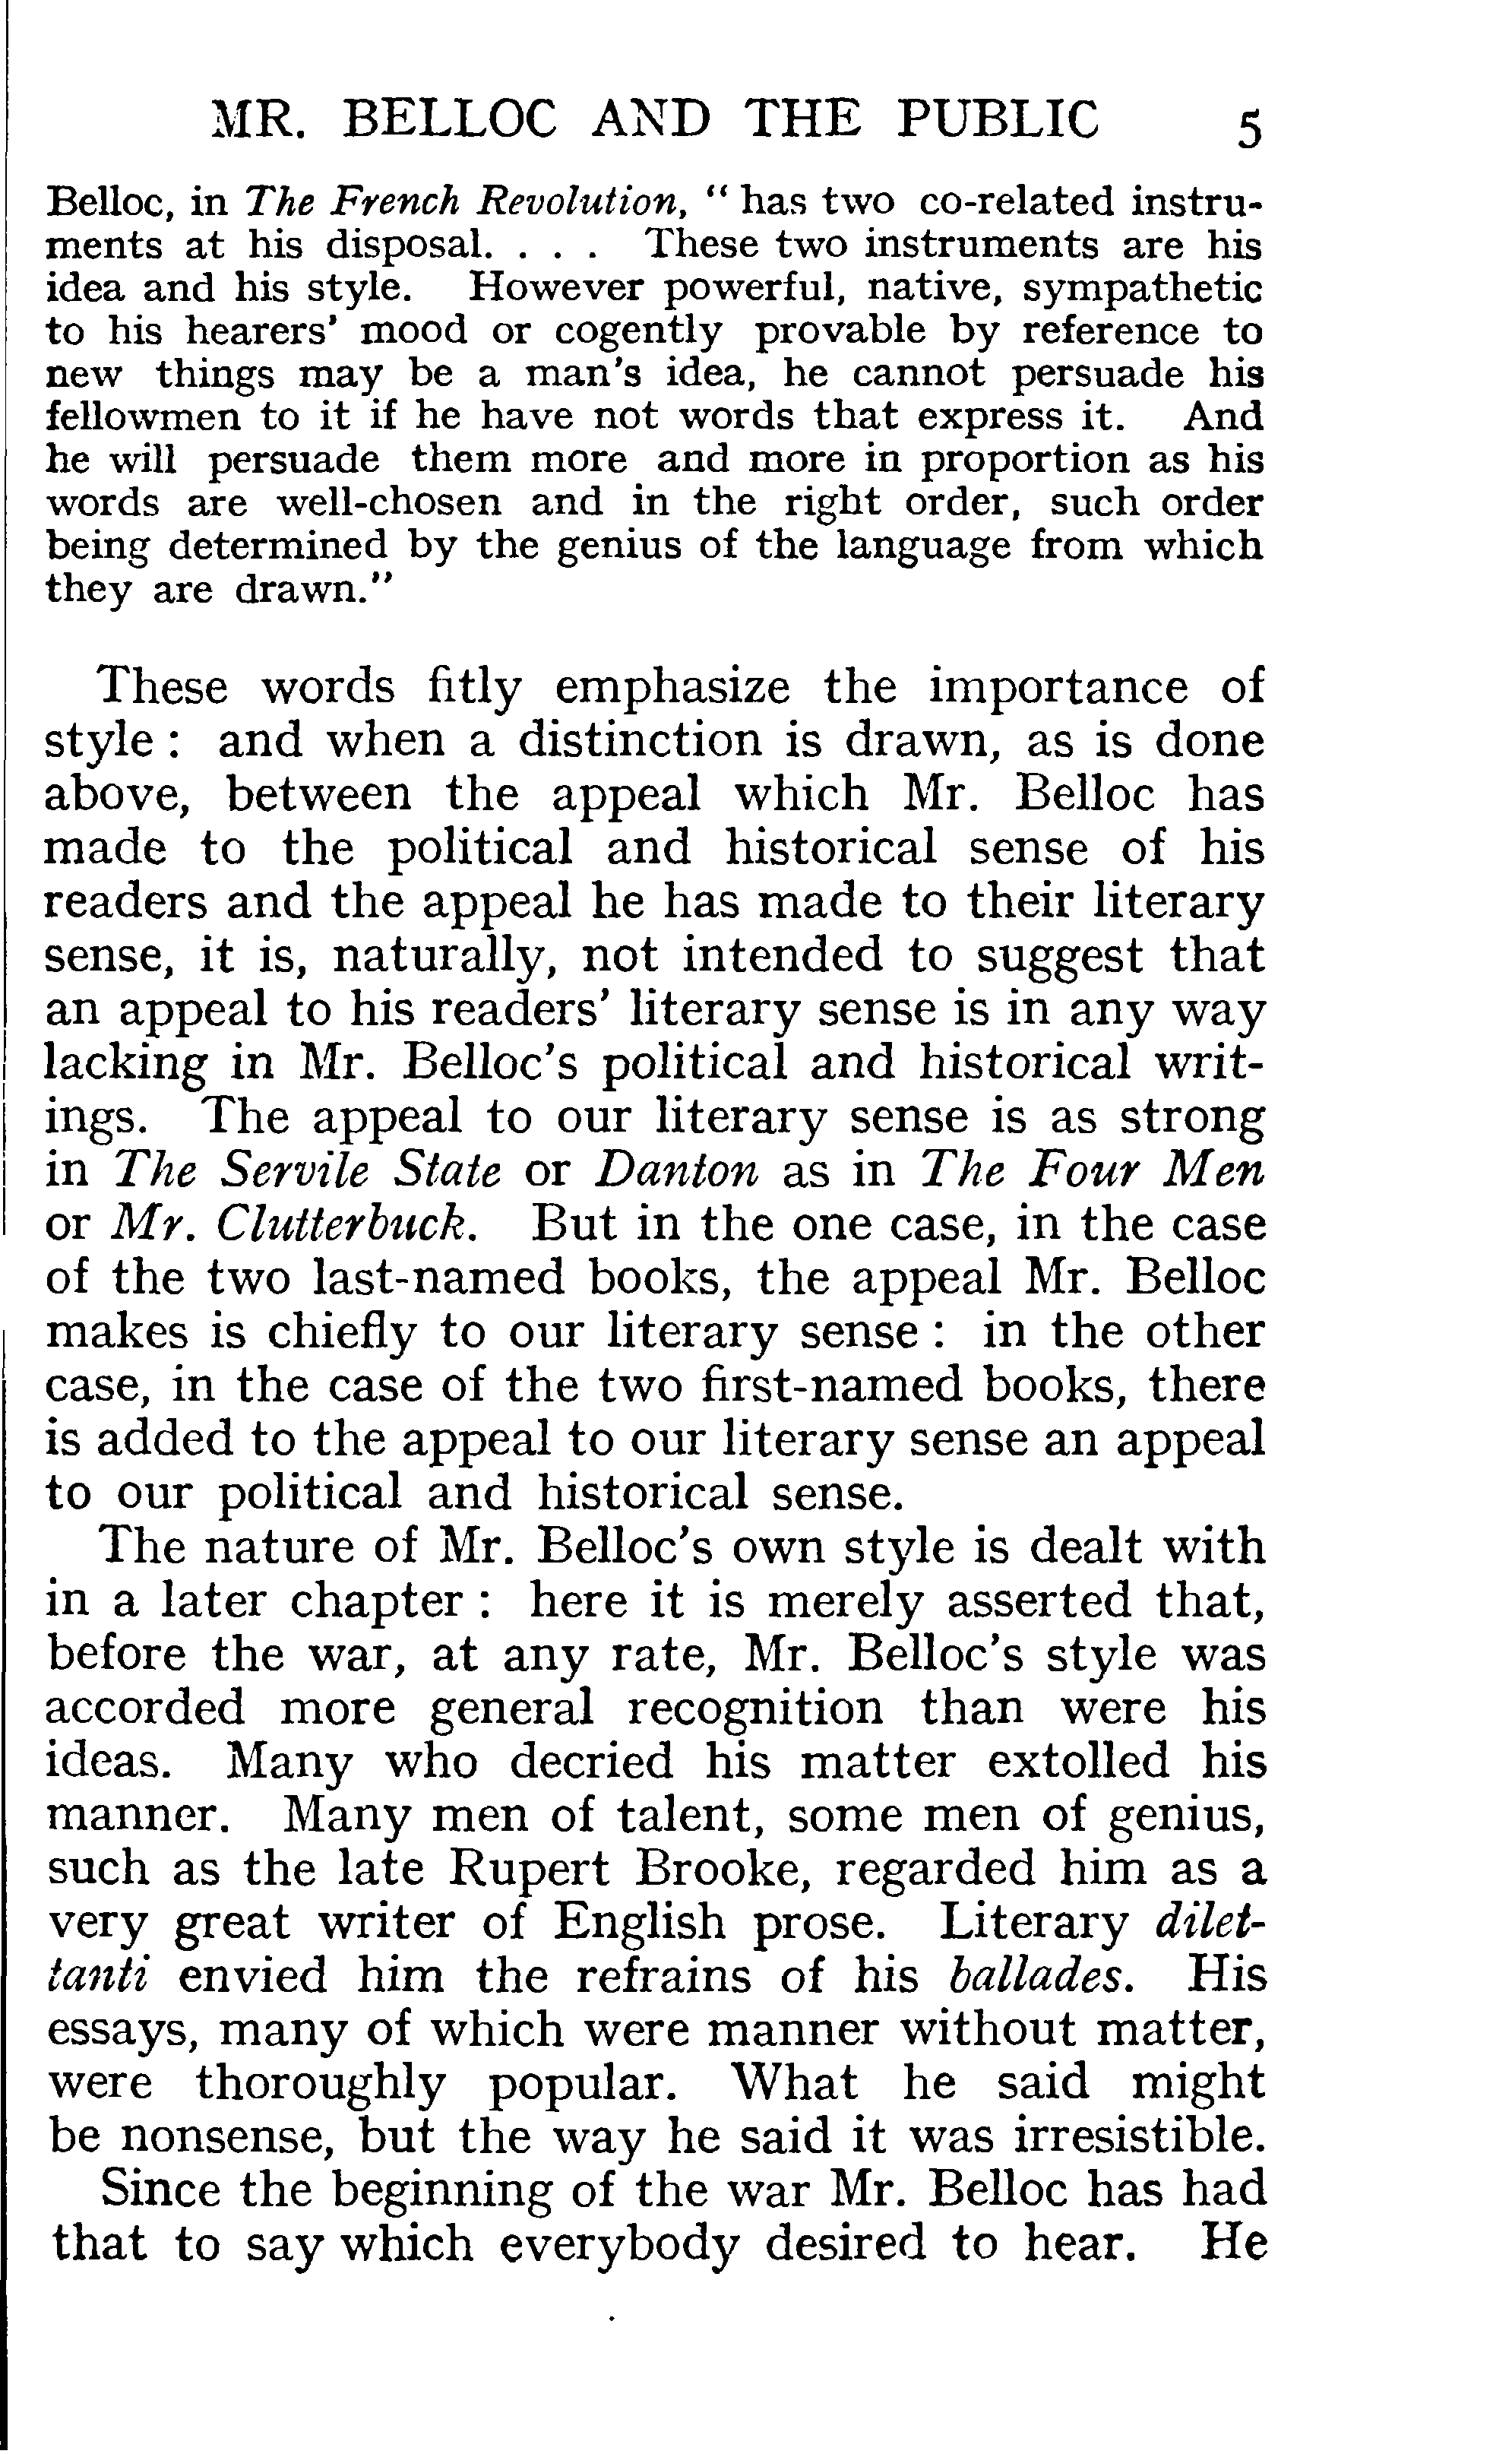 MR. BELLOC AND THE PUBLIC 5
Belloc, in The French Revolution, “ has two co-related instru-
ments at his disposal. . . . These two instruments are his
idea and his style. However powerful, native, sympathetic
to his hearers’ mood or cogently provable by reference to
new things may be a man’s idea, he cannot persuade his
fellowmen to it if he have not words that express it. And
he will persuade them more and more in proportion as his
words are well-chosen and in the right order, such order
being determined by the genius of the language from which
they are drawn.”
These words fitly emphasize the importance of
style : and when a distinction is drawn, as is done
above, between the appeal which Mr. Belloc has
made to the political and historical sense of his
readers and the appeal he has made to their literary
sense, it is, naturally, not intended to suggest that
an appeal to his readers’ literary sense is in any way
lacking in Mr. Belloc’s political and historical writ-
ings. The appeal to our literary sense is as strong
in The Servile State or Danton as in The Four Men
or Mr. Clutterbuck. But in the one case, in the case
of the two last-named books, the appeal Mr. Belloc
makes is chiefly to our literary sense : in the other
case, in the case of the two first-named books, there
is added to the appeal to our literary sense an appeal
to our political and historical sense.
The nature of Mr. Belloc’s own style is dealt with
in a later chapter : here it is merely asserted that,
before the war, at any rate, Mr. Belloc’s style was
accorded more general recognition than were his
ideas. Many who decried his matter extolled his
manner. Many men of talent, some men of genius,
such as the late Rupert Brooke, regarded him as a
very great writer of English prose. Literary dilet-
tanti envied him the refrains of his ballades. His
essays, many of which were manner without matter,
were thoroughly popular. What he said might
be nonsense, but the way he said it was irresistible.
Since the beginning of the war Mr. Belloc has had
that to say which everybody desired to hear. He